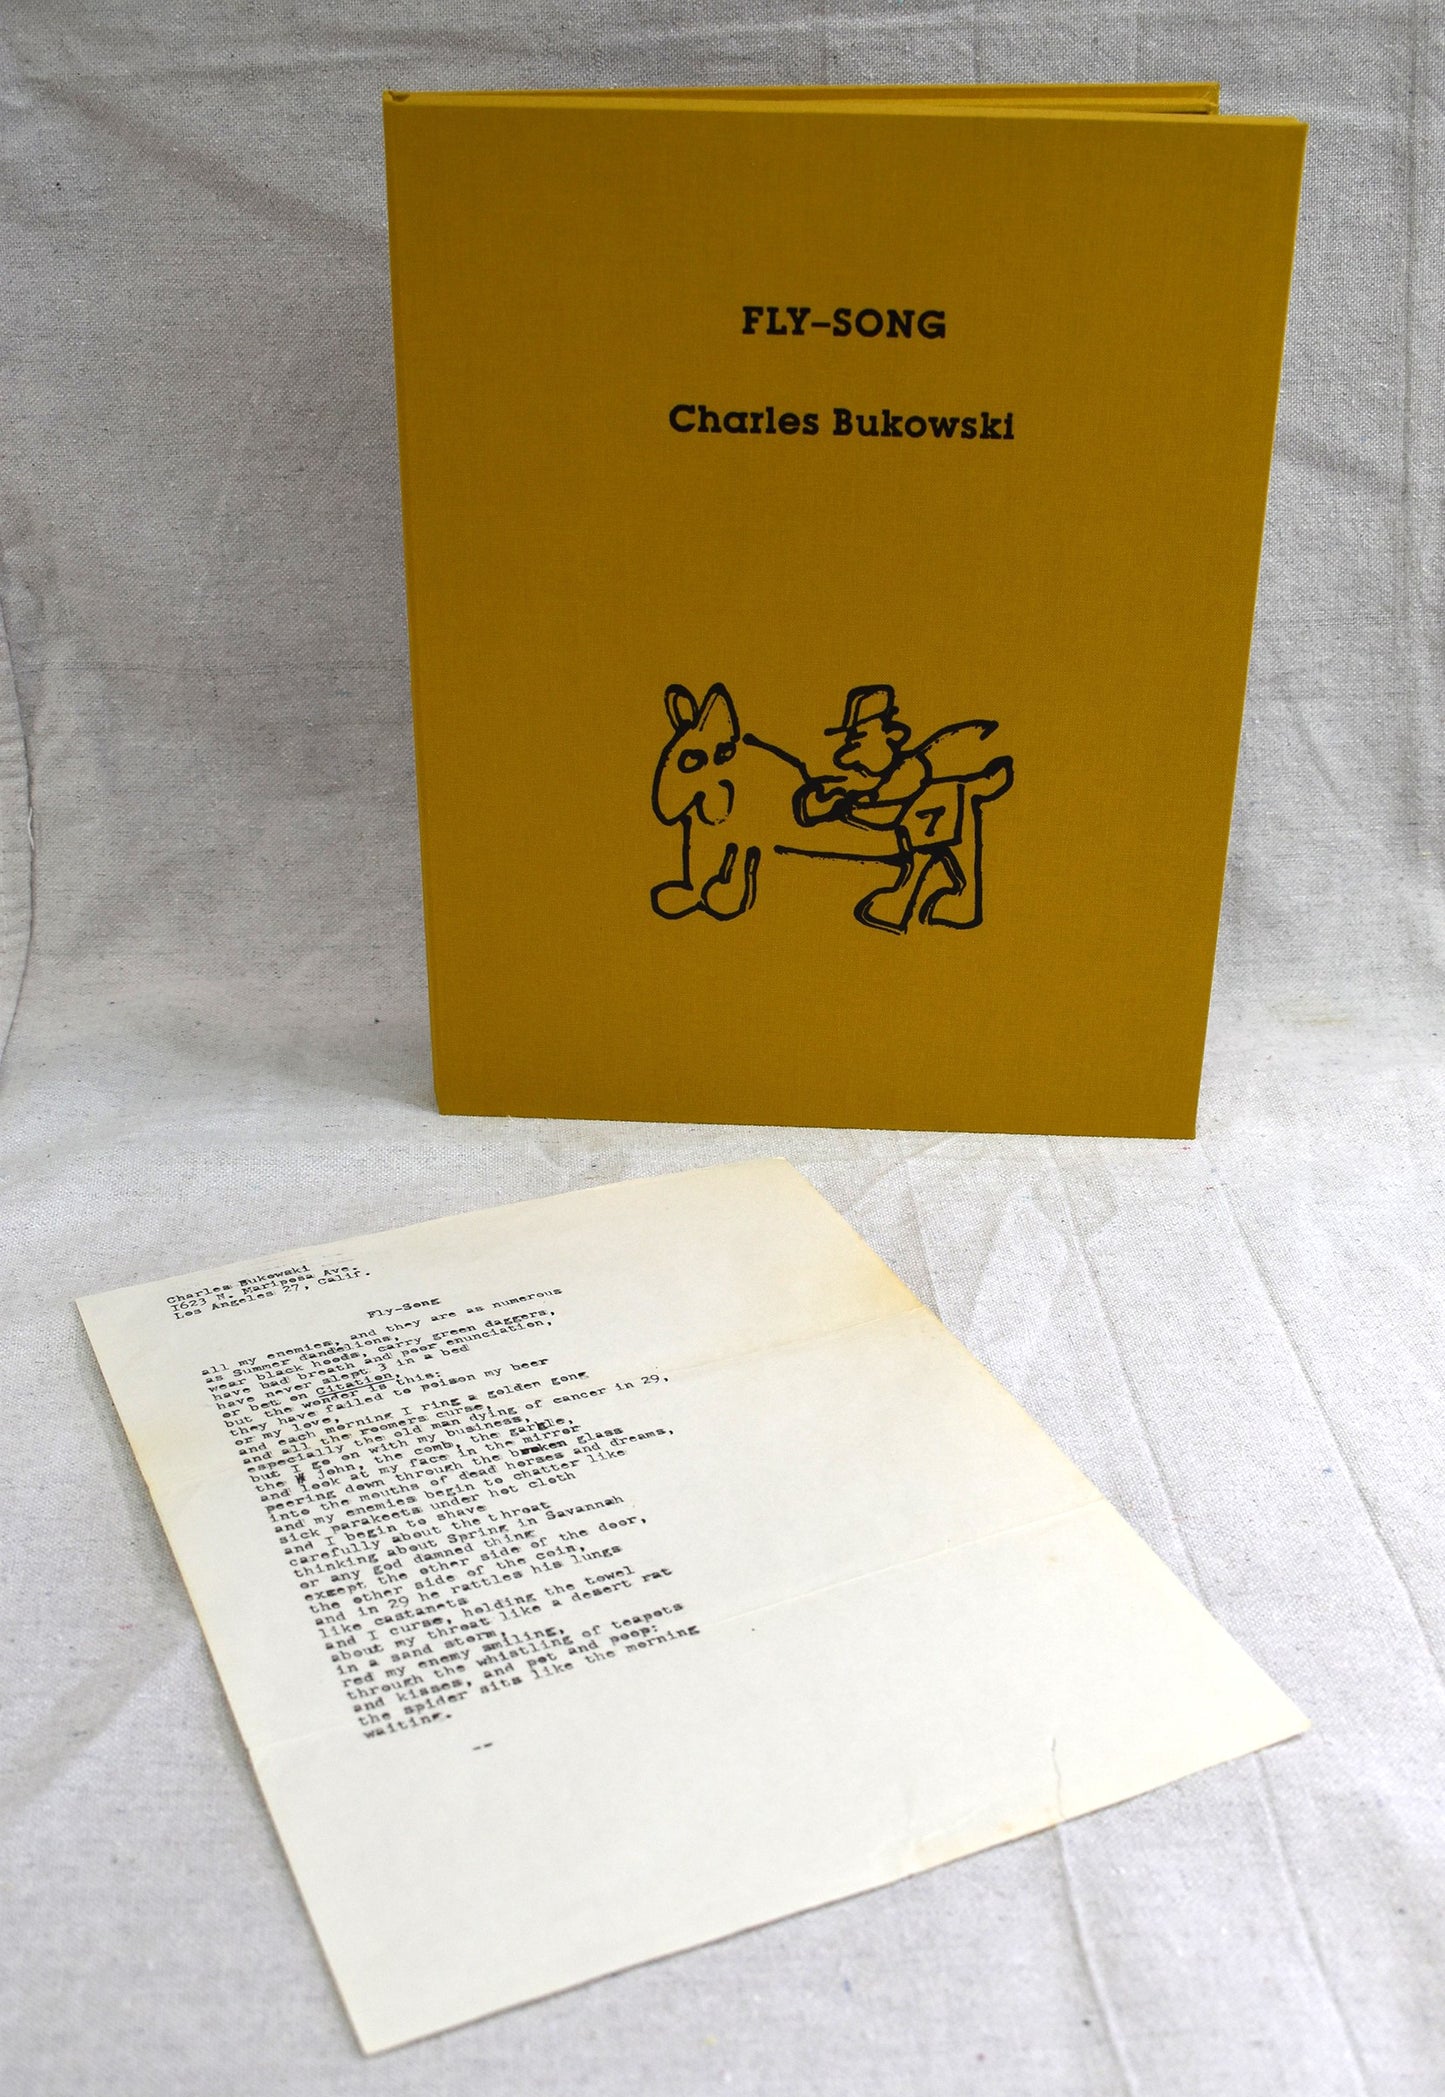 FLY-SONG
Charles Bukowski
7
Charles Bukowski
1623 N. Mariposa Ave.
Los Angeles 27, Calif.
Fly-Song
all my enemies, and they are as numerous
as Summer dandelions,
wear black hoods, carry green daggers,
have bad breath and poor enunciation,
have never slept 3 in a bed
or bet on Citation,
but the wonder is this:
they have failed to poison my beer
or my love,
and each morning I ring a golden gong
and all the roomers curse,
especially the old man dying of cancer in 29,
but I go on with my business,
the john, the comb, the gargle,
and look at my face in the mirror
peering down through the broken glass
into the mouths of dead horses and dreams,
and my enemies begin to chatter like
sick parakeets under hot cloth
and I begin to shave
carefully about the throat
thinking about Spring in Savannah
or any god damned thing
except the other side of the door,
the other side of the coin,
and in 29 he rattles his lungs
like castanets
and I curse, holding the towel
about my throat like a desert rat
in a sand storm,
red my enemy smiling,
through the whistling of teapots
and kisses, and pot and poop:
the spider sits like the morning
waiting.
--